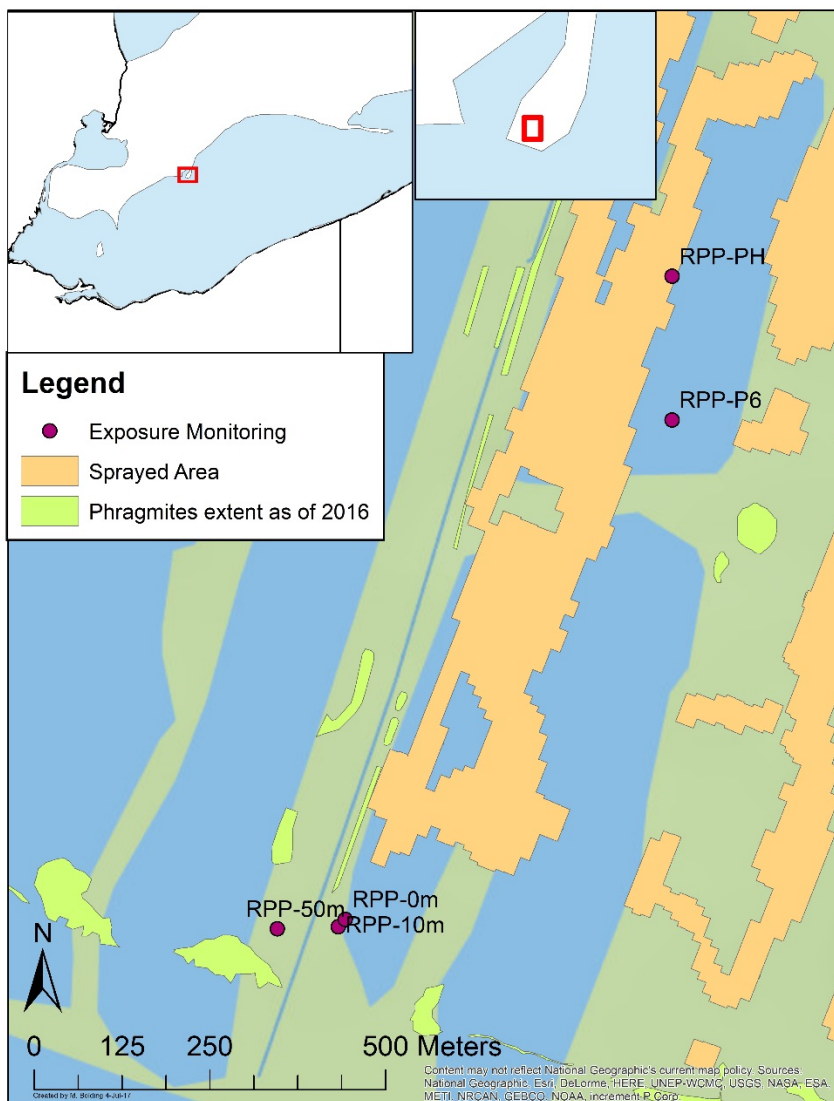 RPP-PH
RPP-P6
Legend
Exposure Monitoring
Sprayed Area
Phragmites extent as of 2016
RPP-0m
RPP-50m
RPP-10m
N
0 125 250 500 Meters
Content may not reflect National Geographic's current map policy. Sources:
National Geographic, Esri, DeLorme, HERE, UNEP-WCMC, USGS, NASA, ESA,
METI, NRCAN, GEBCO, NOAA, increment P Corp.
Created by M. Bolding 4-Jul-17